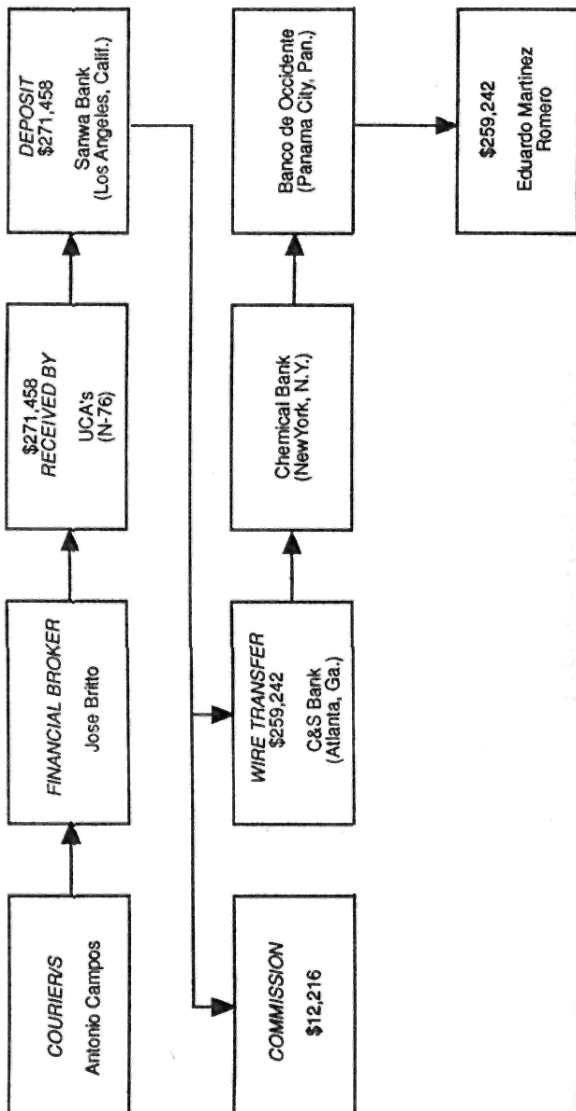 COURIER/S
Antonio Campos
FINANCIAL BROKER
Jose Britto
$271,458
RECEIVED BY
UCA's
(N-76)
DEPOSIT
$271,458
Sanwa Bank
(Los Angeles, Calif.)
COMMISSION
$12,216
WIRE TRANSFER
$259,242
C&S Bank
(Atlanta, Ga.)
Chemical Bank
(NewYork, N.Y.)
Banco de Occidente
(Panama City, Pan.)
$259,242
Eduardo Martinez
Romero